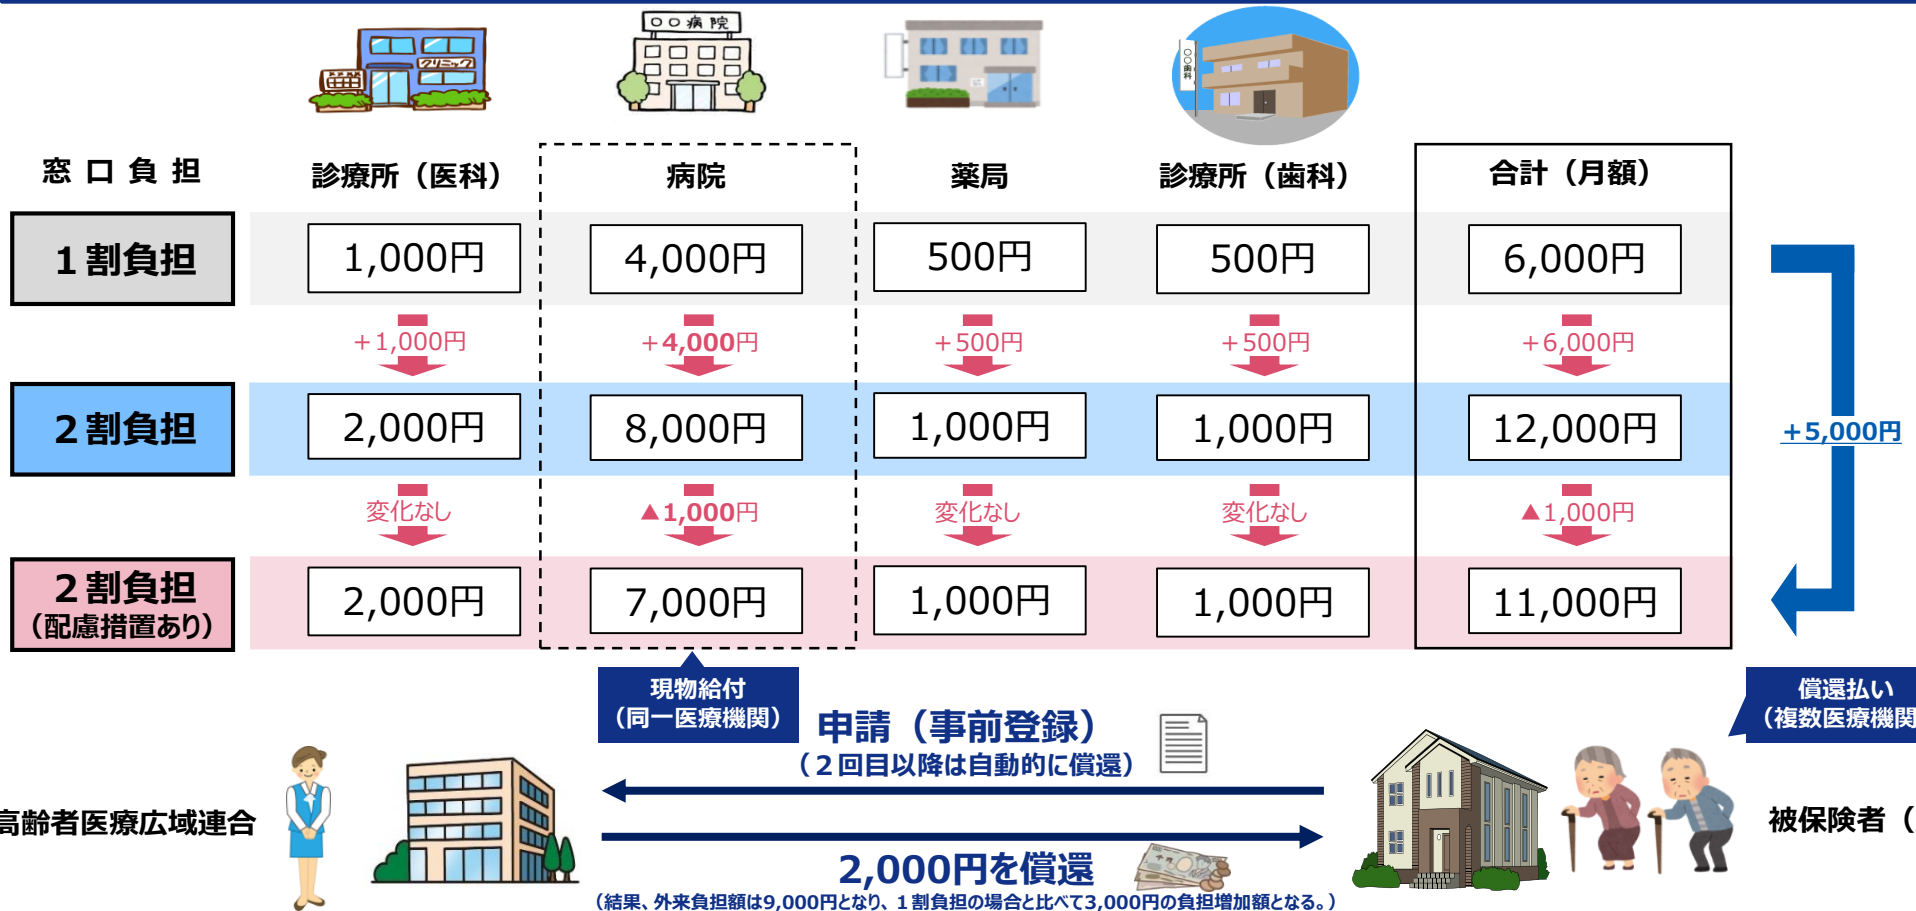 クリニック
〇〇病院
〇〇歯科
窓口負担
診療所（医科）
病院
薬局
診療所（歯科）
合計（月額）
１割負担
1,000円
4,000円
500円
500円
6,000円
＋1,000円
＋4,000円
＋500円
＋500円
＋6,000円
２割負担
2,000円
8,000円
1,000円
1,000円
12,000円
＋5,000円
変化なし
▲1,000円
変化なし
変化なし
▲1,000円
２割負担
（配慮措置あり）
2,000円
7,000円
1,000円
1,000円
11,000円
現物給付
（同一医療機関）
償還払い
（複数医療機関
申請（事前登録）
（２回目以降は自動的に償還）
高齢者医療広域連合
被保険者（
2,000円を償還
（結果、外来負担額は9,000円となり、１割負担の場合と比べて3,000円の負担増加額となる。）